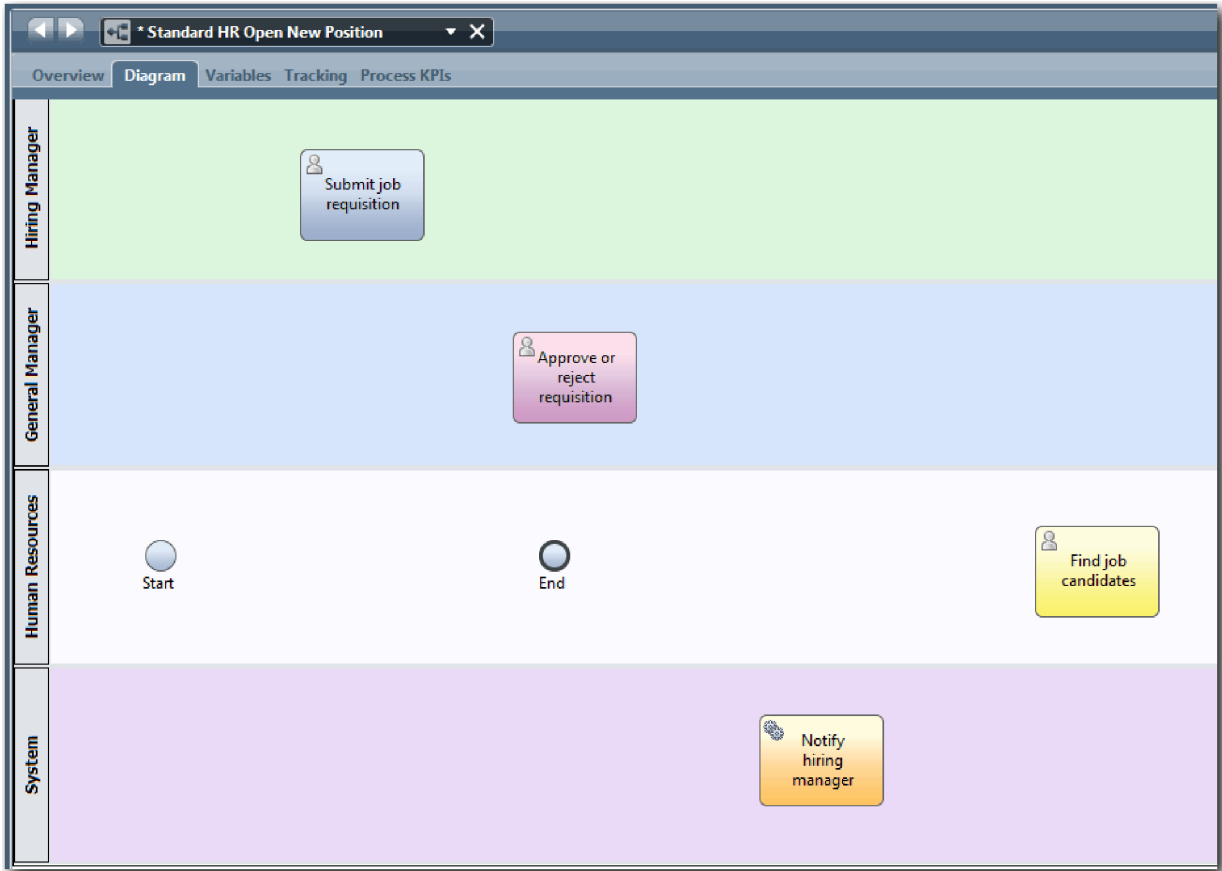 * Standard HR Open New Position
Overview Diagram Variables Tracking Process KPIs
Hiring Manager
Submit job
requisition
General Manager
Approve or
reject
requisition
Human Resources
Start
End
Find job
candidates
System
Notify
hiring
manager